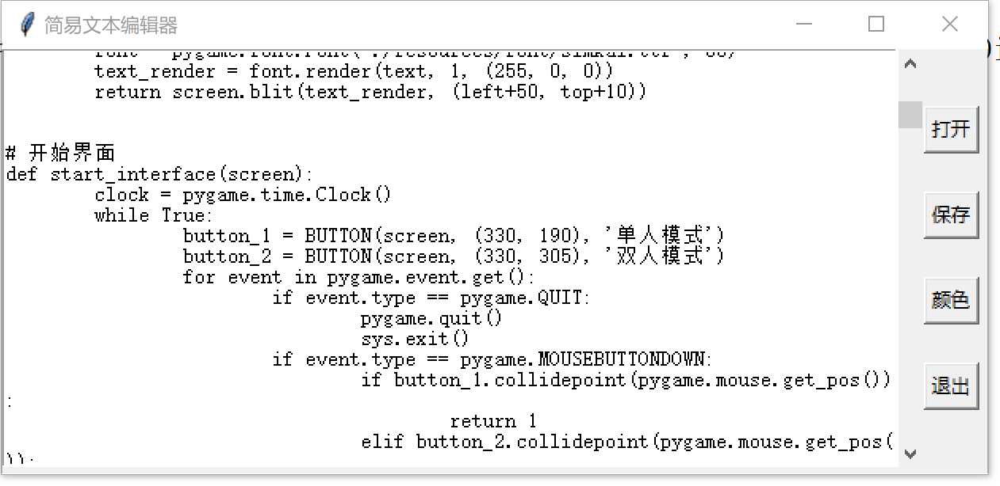 简易文本编辑器
text_render = font.render(text, 1, (255, 0, 0))
return screen.blit(text_render, (left+50, top+10))
# 开始界面
def start_interface(screen):
clock = pygame.time.Clock()
while True:
button_1 = BUTTON(screen, (330, 190), '单人模式')
button_2 = BUTTON(screen, (330, 305), '双人模式')
for event in pygame.event.get():
if event.type == pygame.QUIT:
pygame.quit()
sys.exit()
if event.type == pygame.MOUSEBUTTONDOWN:
if button_1.collidepoint(pygame.mouse.get_pos())
:
return 1
elif button_2.collidepoint(pygame.mouse.get_pos(
)):
打开
保存
颜色
退出